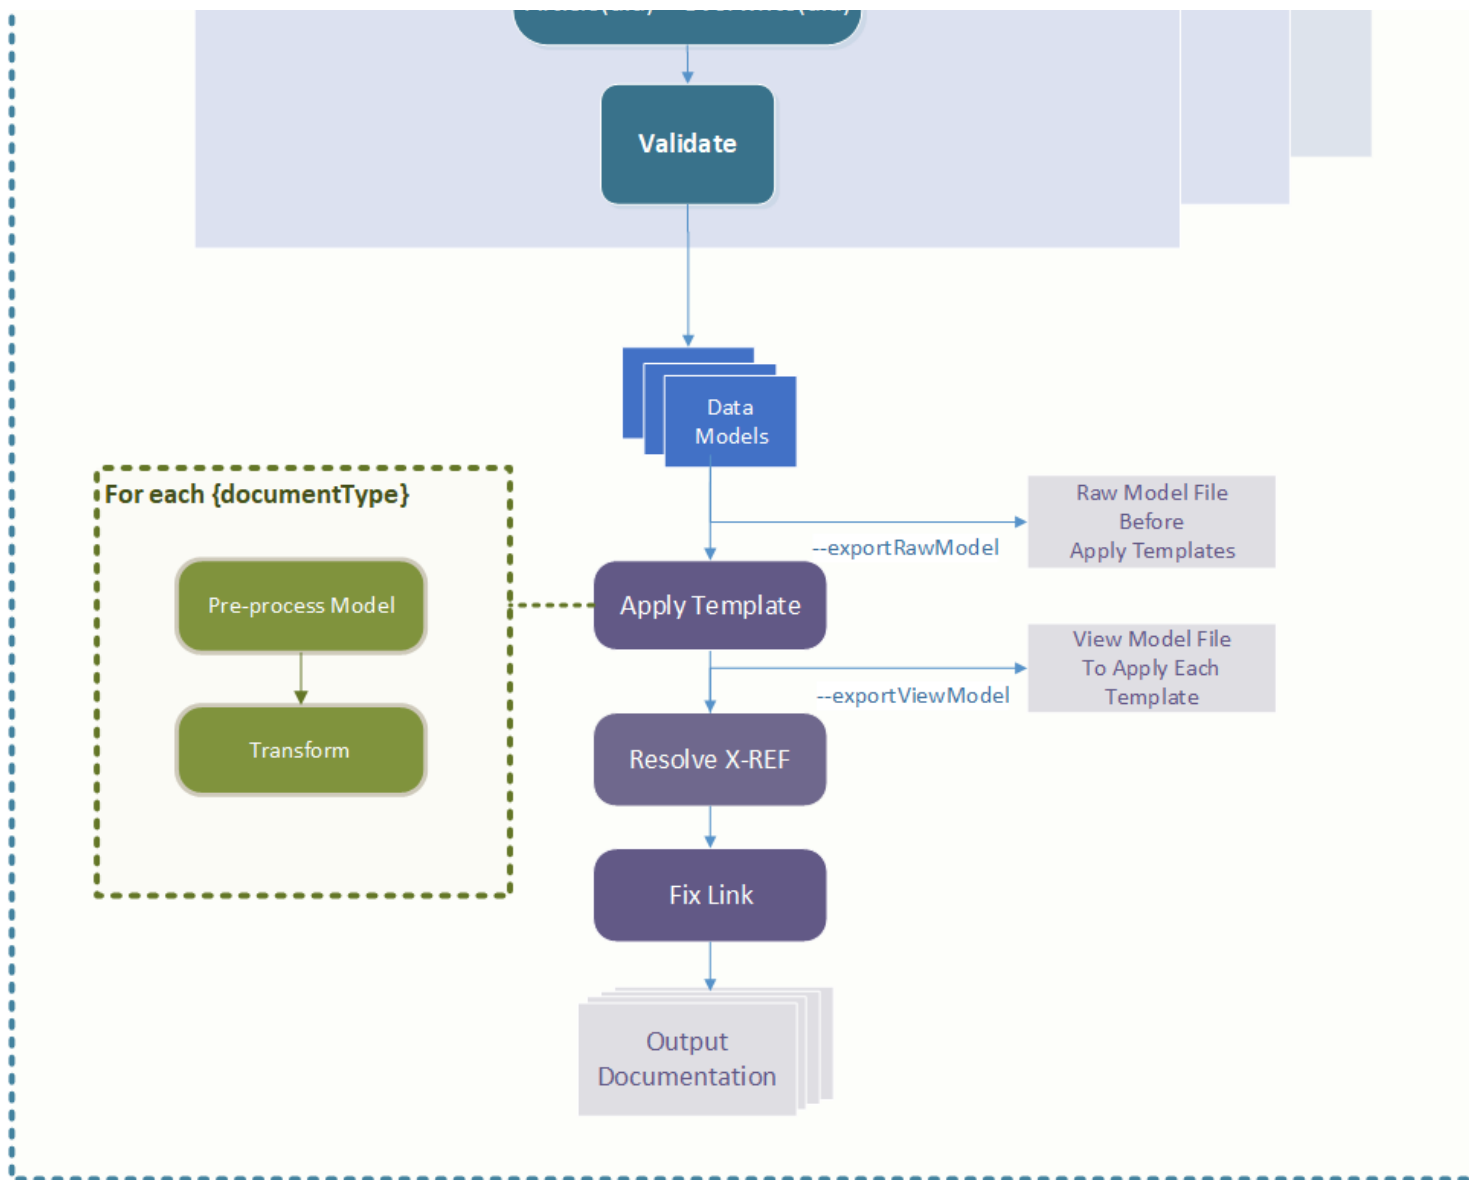 Validate
Data
Models
For each {documentType}
Raw Model File
Before
Apply Templates
--exportRawModel
Pre-process Model
Apply Template
View Model File
To Apply Each
Template
--exportViewModel
Transform
Resolve X-REF
Fix Link
Output
Documentation